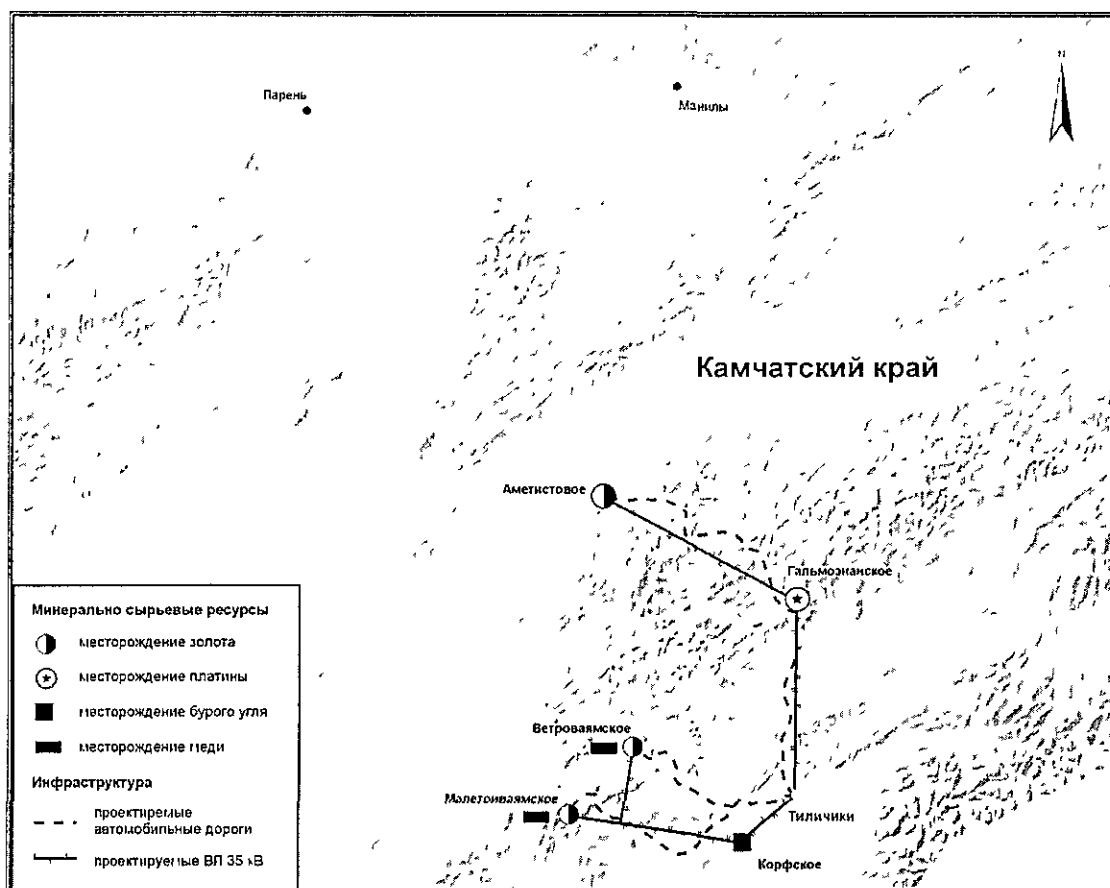 Парень
Манилы
N
Камчатский край
Аметистовое
Гальмоэнанское
Ветроваямское
Малетоиваямское
Тиличики
Корфское
Минерально сырьевые ресурсы
месторождение золота
месторождение платины
месторождение бурого угля
месторождение меди
Инфраструктура
проектиремые
автомобильные дороги
проектируемые ВЛ 35 кВ